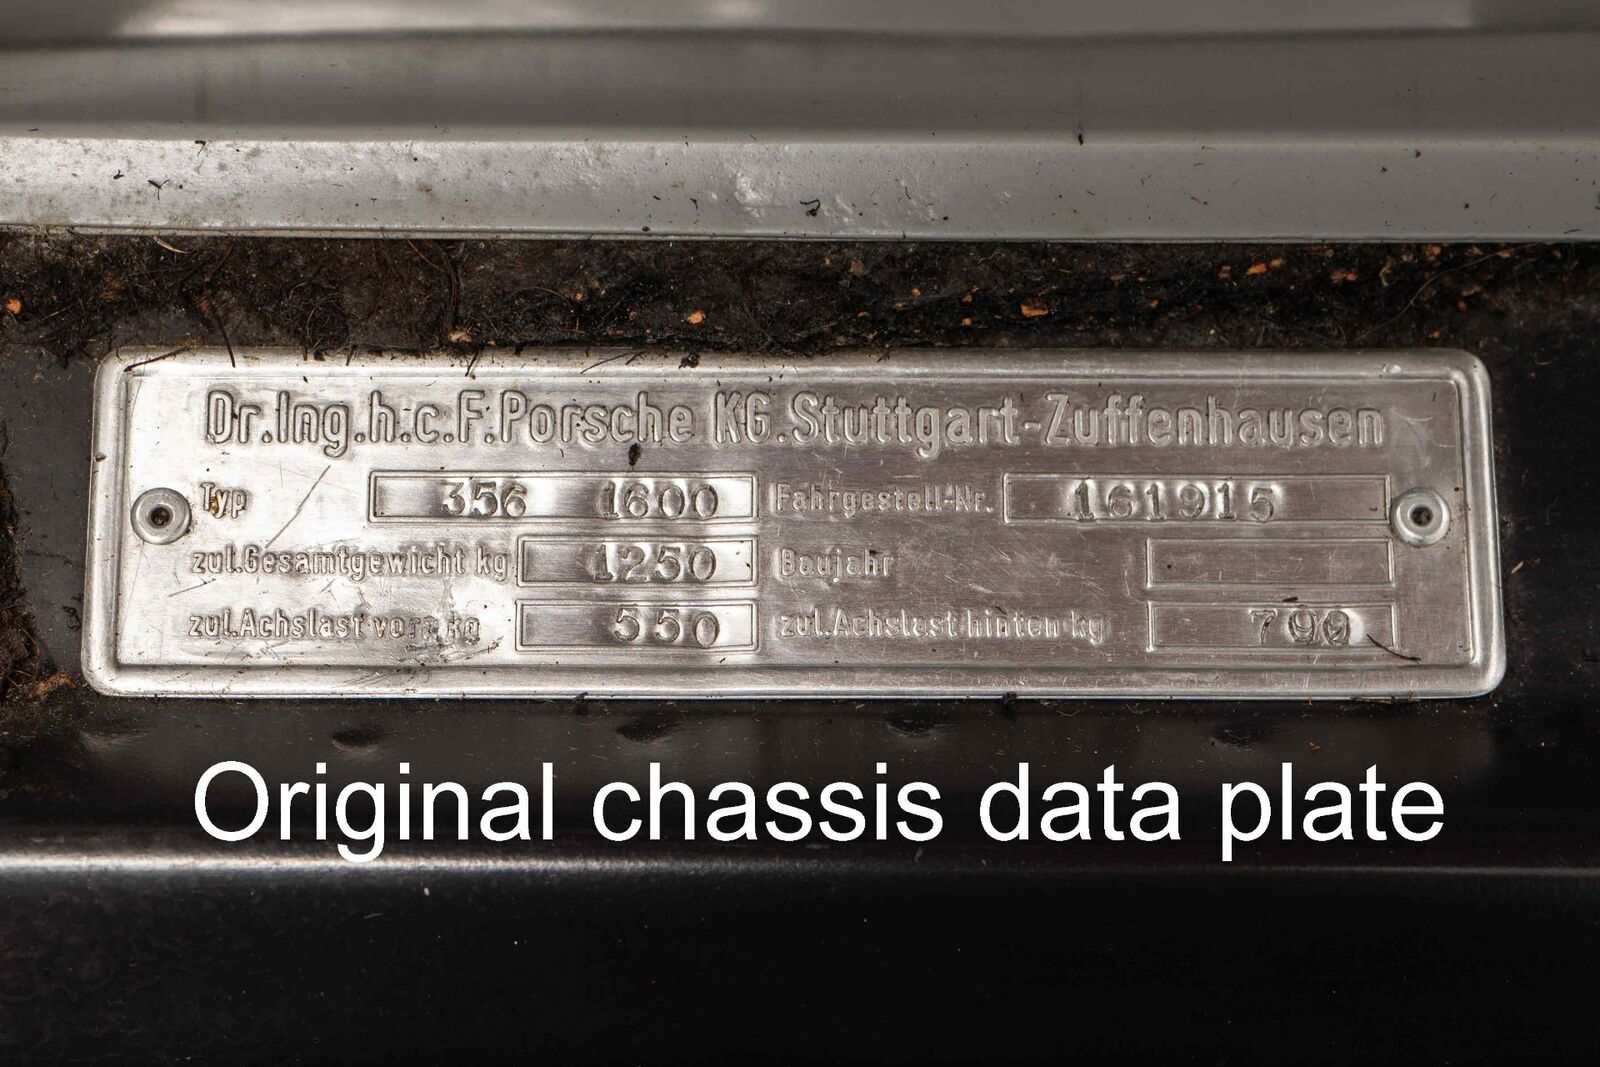 Dr.Ing.h.c.F.Porsche KG.Stuttgart-Zuffenhausen
Typ 356 1600 Fahrgestell-Nr. 161915
zul.Gesamtgewicht kg 1250 Baujahr
zul.Achslast vorn kg 550 zul.Achslast hinten kg 790
Original chassis data plate